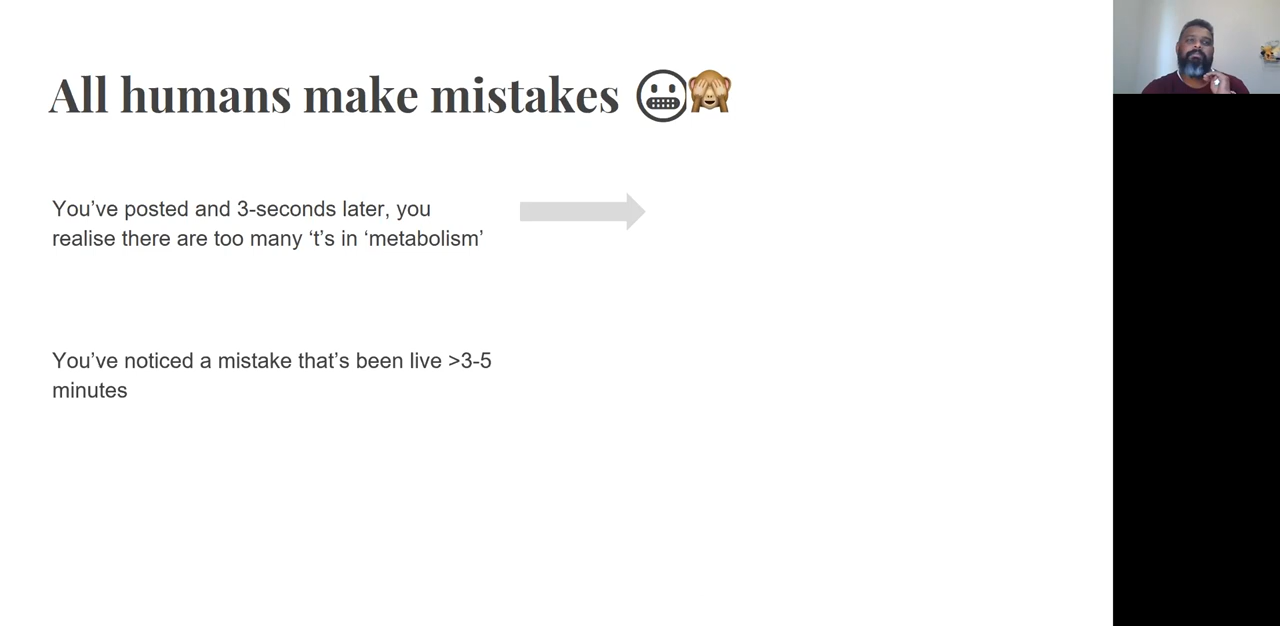 All humans make mistakes 😬🙈
You’ve posted and 3-seconds later, you
realise there are too many ‘t’s in ‘metabolism’
You’ve noticed a mistake that’s been live >3-5
minutes